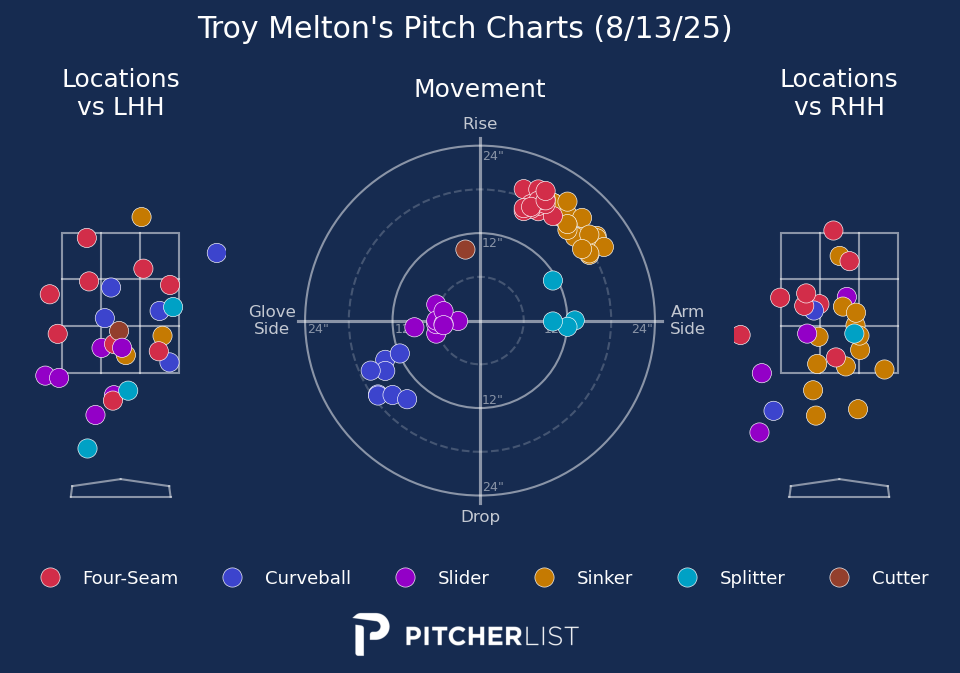 Troy Melton's Pitch Charts (8/13/25)
Locations
vs LHH
Movement
Locations
vs RHH
Rise
24"
12"
Glove
Side
24"
12"
24"
Arm
Side
12"
24"
Drop
Four-Seam
Curveball
Slider
Sinker
Splitter
Cutter
PITCHERLIST